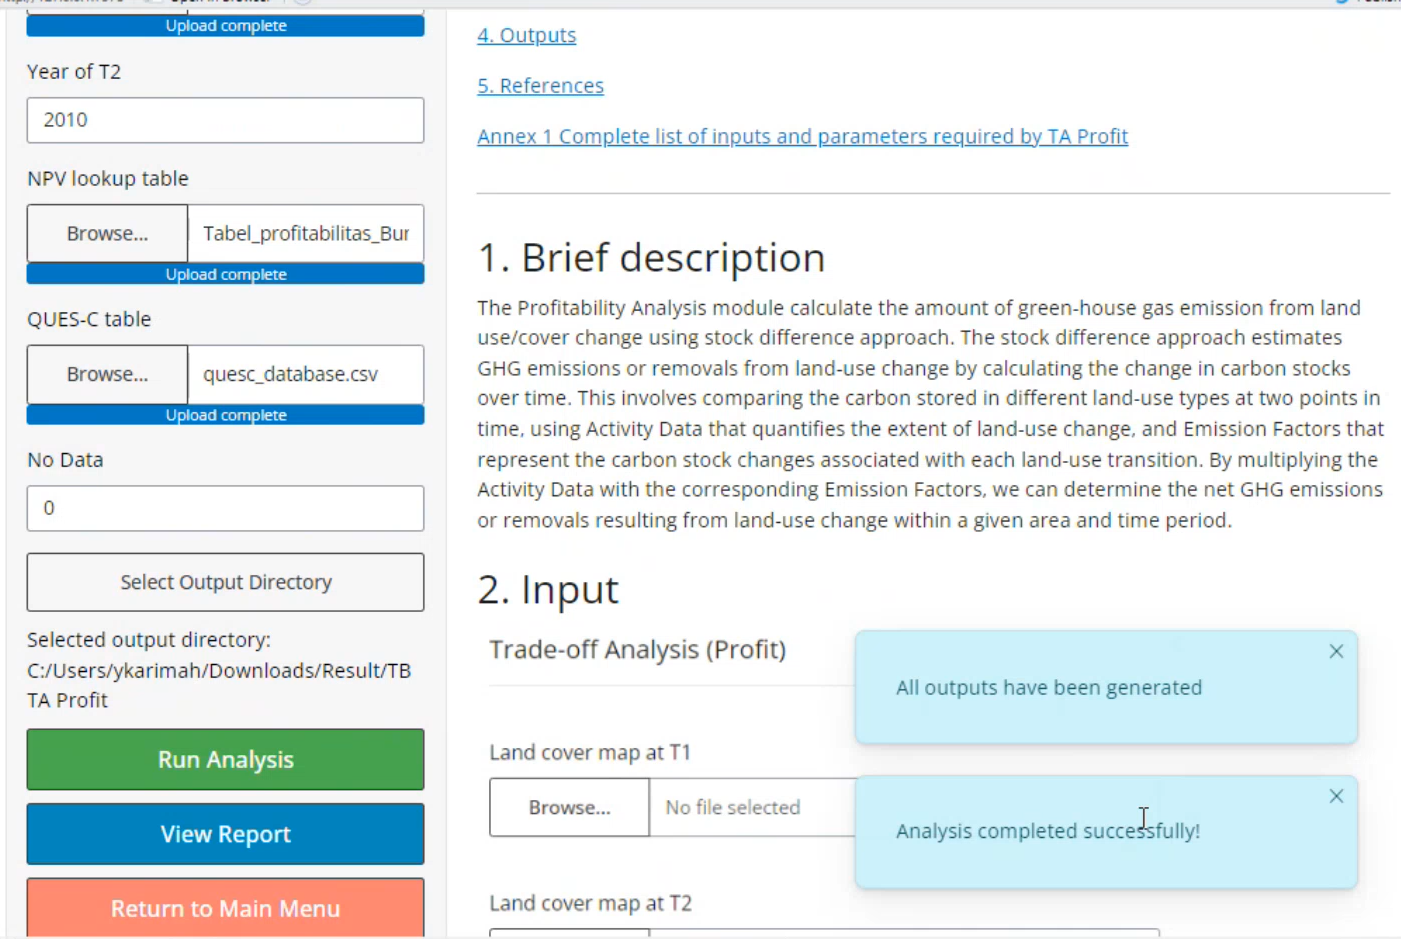 Upload complete
Year of T2
2010
NPV lookup table
Browse...
Tabel_profitabilitas_Bur
Upload complete
QUES-C table
Browse...
quesc_database.csv
Upload complete
No Data
0
Select Output Directory
Selected output directory:
C:/Users/ykarimah/Downloads/Result/TB
TA Profit
Run Analysis
View Report
Return to Main Menu
4. Outputs
5. References
Annex 1 Complete list of inputs and parameters required by TA Profit
1. Brief description
The Profitability Analysis module calculate the amount of green-house gas emission from land
use/cover change using stock difference approach. The stock difference approach estimates
GHG emissions or removals from land-use change by calculating the change in carbon stocks
over time. This involves comparing the carbon stored in different land-use types at two points in
time, using Activity Data that quantifies the extent of land-use change, and Emission Factors that
represent the carbon stock changes associated with each land-use transition. By multiplying the
Activity Data with the corresponding Emission Factors, we can determine the net GHG emissions
or removals resulting from land-use change within a given area and time period.
2. Input
Trade-off Analysis (Profit)
Land cover map at T1
Browse...
No file selected
Land cover map at T2
All outputs have been generated
Analysis completed successfully!